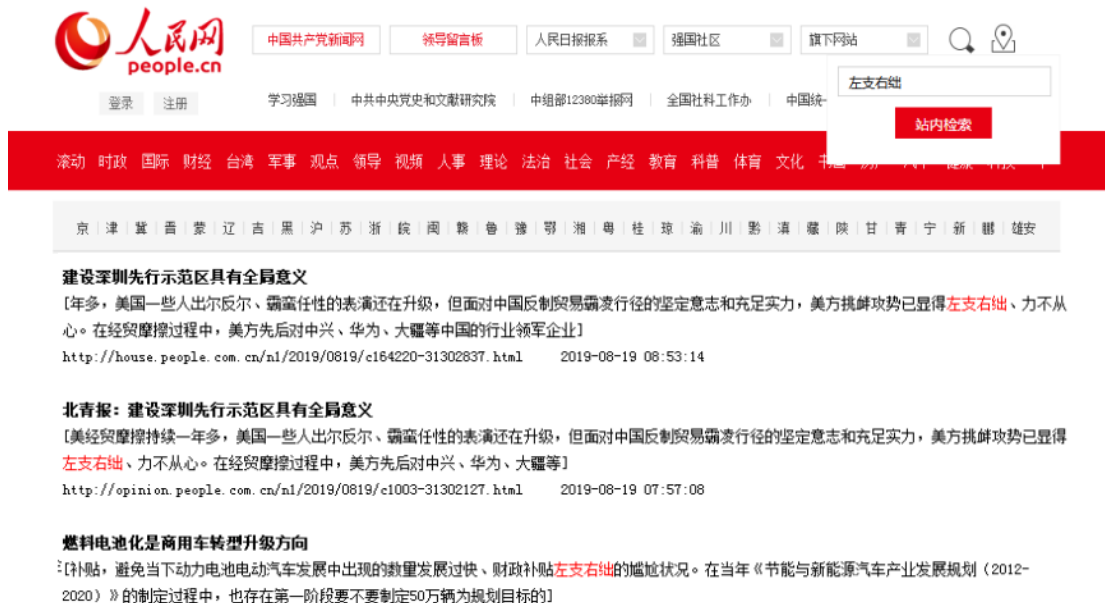 人民网
people.cn
中国共产党新闻网 领导留言板 人民日报报系 强国社区 旗下网站
左支右绌
站内检索
登录 注册 学习强国 中共中央党史和文献研究院 中组部12380举报网 全国社科工作办 中国统一
滚动 时政 国际 财经 台湾 军事 观点 领导 视频 人事 理论 法治 社会 产经 教育 科普 体育 文化
京 津 冀 晋 蒙 辽 吉 黑 沪 苏 浙 皖 闽 赣 鲁 豫 鄂 湘 粤 桂 琼 渝 川 黔 滇 藏 陕 甘 青 宁 新 鹏 雄安
建设深圳先行示范区具有全局意义
[年多，美国一些人出尔反尔、霸蛮任性的表演还在升级，但面对中国反制贸易霸凌行径的坚定意志和充足实力，美方挑衅攻势已显得左支右绌、力不从
心。在经贸摩擦过程中，美方先后对中兴、华为、大疆等中国的行业领军企业]
http://house.people.com.cn/n1/2019/0819/c164220-31302837.html 2019-08-19 08:53:14
北青报：建设深圳先行示范区具有全局意义
[美经贸摩擦持续一年多，美国一些人出尔反尔、霸蛮任性的表演还在升级，但面对中国反制贸易霸凌行径的坚定意志和充足实力，美方挑衅攻势已显得
左支右绌、力不从心。在经贸摩擦过程中，美方先后对中兴、华为、大疆等]
http://opinion.people.com.cn/n1/2019/0819/c1003-31302127.html 2019-08-19 07:57:08
燃料电池化是商用车转型升级方向
[补贴，避免当下动力电池电动汽车发展中出现的数量发展过快、财政补贴左支右绌的尴尬状况。在当年《节能与新能源汽车产业发展规划（2012-
2020）》的制定过程中，也存在第一阶段要不要制定50万辆为规划目标的]